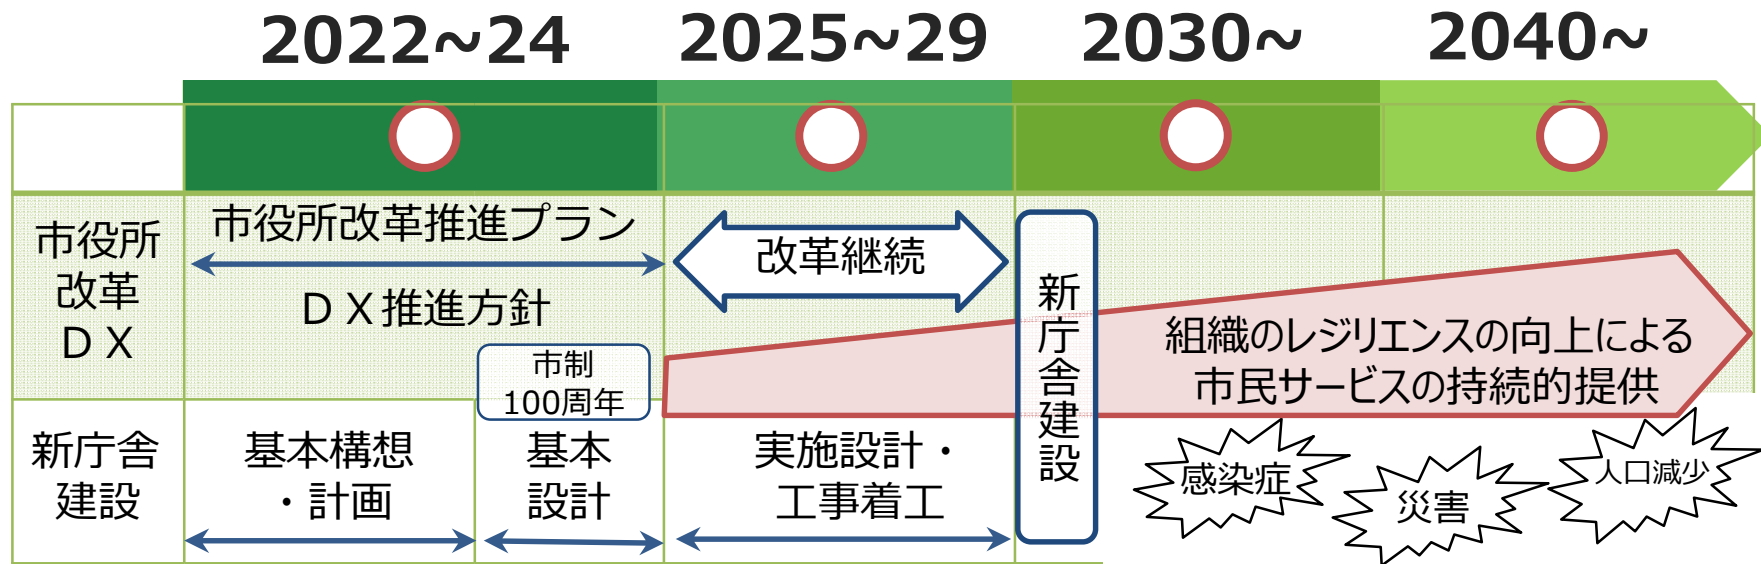 2022~24
2025~29
2030~
2040~
市役所
改革
ＤＸ
市役所改革推進プラン
ＤＸ推進方針
市制
100周年
改革継続
新庁舎建設
組織のレジリエンスの向上による
市民サービスの持続的提供
新庁舎
建設
基本構想
・計画
基本
設計
実施設計・
工事着工
感染症
災害
人口減少